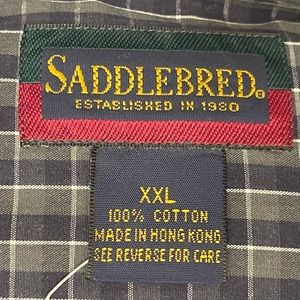 SADDLEBRED®
ESTABLISHED IN 1980
XXL
100% COTTON
MADE IN HONG KONG
SEE REVERSE FOR CARE